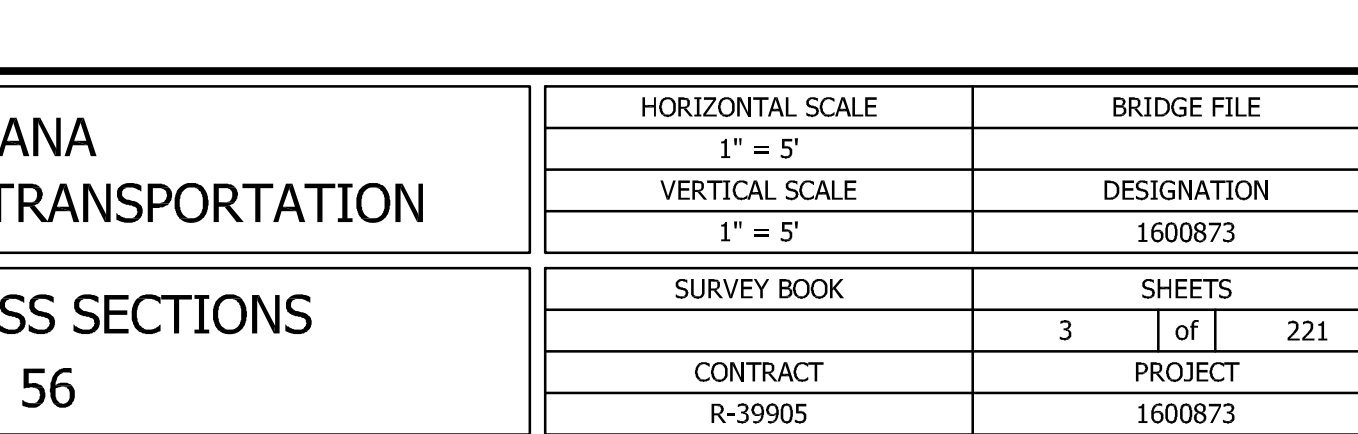 ANA
TRANSPORTATION
SS SECTIONS
56
HORIZONTAL SCALE
BRIDGE FILE
1" = 5'
VERTICAL SCALE
DESIGNATION
1" = 5'
1600873
SURVEY BOOK
SHEETS
3 of 221
CONTRACT
PROJECT
R-39905
1600873